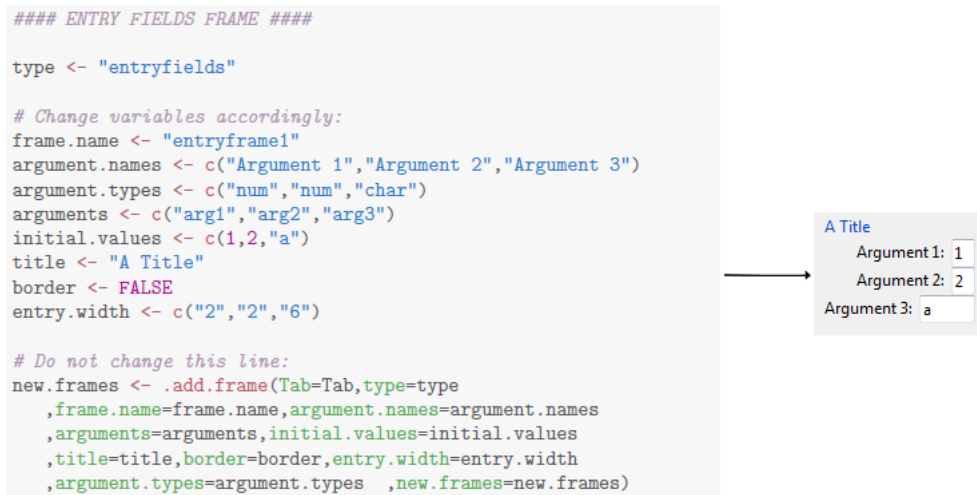 #### ENTRY FIELDS FRAME ####
type <- "entryfields"
# Change variables accordingly:
frame.name <- "entryframe1"
argument.names <- c("Argument 1","Argument 2","Argument 3")
argument.types <- c("num","num","char")
arguments <- c("arg1","arg2","arg3")
initial.values <- c(1,2,"a")
title <- "A Title"
border <- FALSE
entry.width <- c("2","2","6")
# Do not change this line:
new.frames <- .add.frame(Tab=Tab,type=type
,frame.name=frame.name,argument.names=argument.names
,arguments=arguments,initial.values=initial.values
,title=title,border=border,entry.width=entry.width
,argument.types=argument.types  ,new.frames=new.frames)
A Title
Argument 1: 1
Argument 2: 2
Argument 3: a